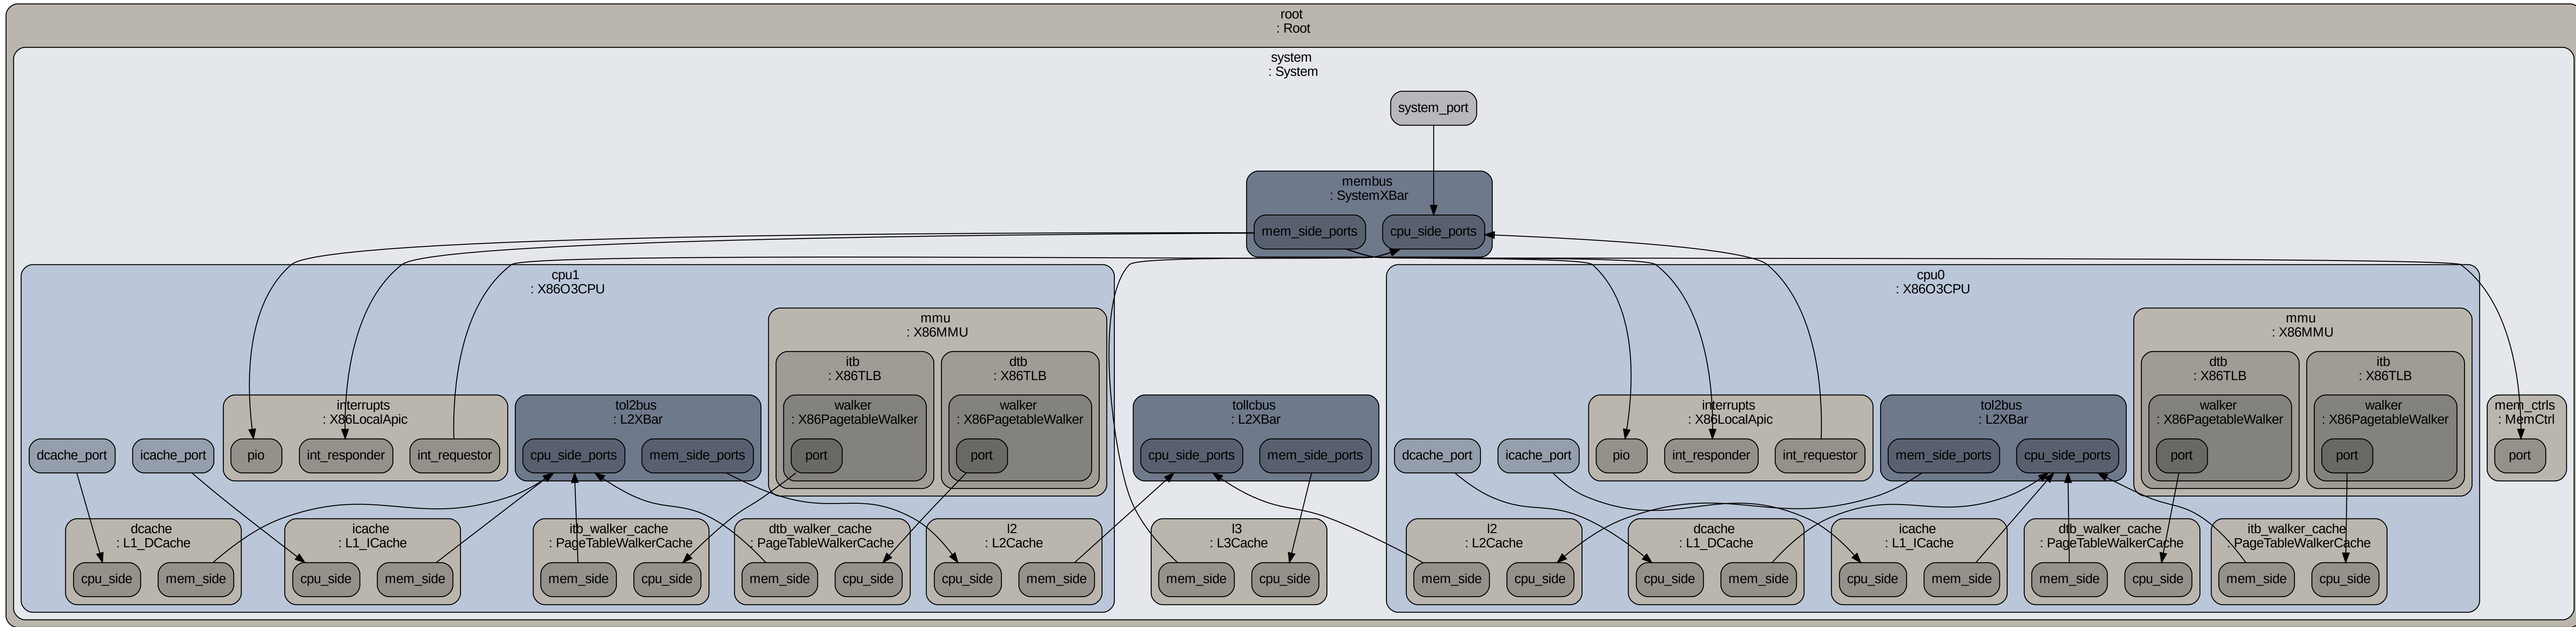 root
: Root
system
: System
system_port
membus
: SystemXBar
mem_side_ports
cpu_side_ports
cpu1
: X86O3CPU
dcache_port
icache_port
interrupts
: X86LocalApic
pio
int_responder
int_requestor
tol2bus
: L2XBar
cpu_side_ports
mem_side_ports
mmu
: X86MMU
itb
: X86TLB
walker
: X86PagetableWalker
port
dtb
: X86TLB
walker
: X86PagetableWalker
port
dcache
: L1_DCache
cpu_side
mem_side
icache
: L1_ICache
cpu_side
mem_side
itb_walker_cache
: PageTableWalkerCache
mem_side
cpu_side
dtb_walker_cache
: PageTableWalkerCache
mem_side
cpu_side
l2
: L2Cache
cpu_side
mem_side
tollcbus
: L2XBar
cpu_side_ports
mem_side_ports
l3
: L3Cache
mem_side
cpu_side
cpu0
: X86O3CPU
dcache_port
icache_port
interrupts
: X86LocalApic
pio
int_responder
int_requestor
tol2bus
: L2XBar
mem_side_ports
cpu_side_ports
mmu
: X86MMU
dtb
: X86TLB
walker
: X86PagetableWalker
port
itb
: X86TLB
walker
: X86PagetableWalker
port
l2
: L2Cache
mem_side
cpu_side
dcache
: L1_DCache
cpu_side
mem_side
icache
: L1_ICache
cpu_side
mem_side
dtb_walker_cache
: PageTableWalkerCache
mem_side
cpu_side
itb_walker_cache
: PageTableWalkerCache
mem_side
cpu_side
mem_ctrls
: MemCtrl
port